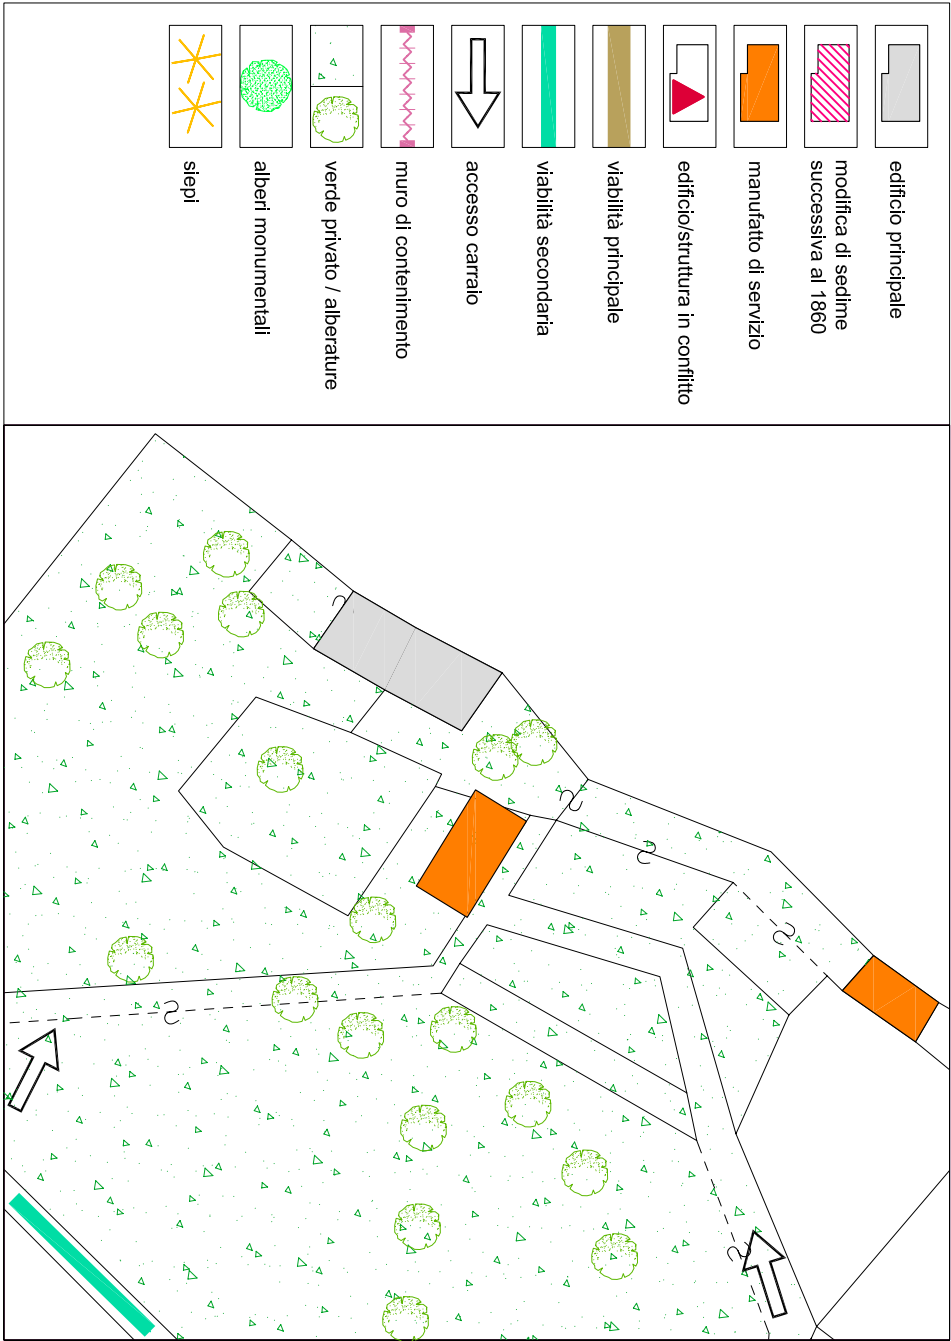 edificio principale
modifica di sedime
successiva al 1860
manufatto di servizio
edificio/struttura in conflitto
viabilità principale
viabilità secondaria
accesso carraio
muro di contenimento
verde privato / alberature
alberi monumentali
siepi